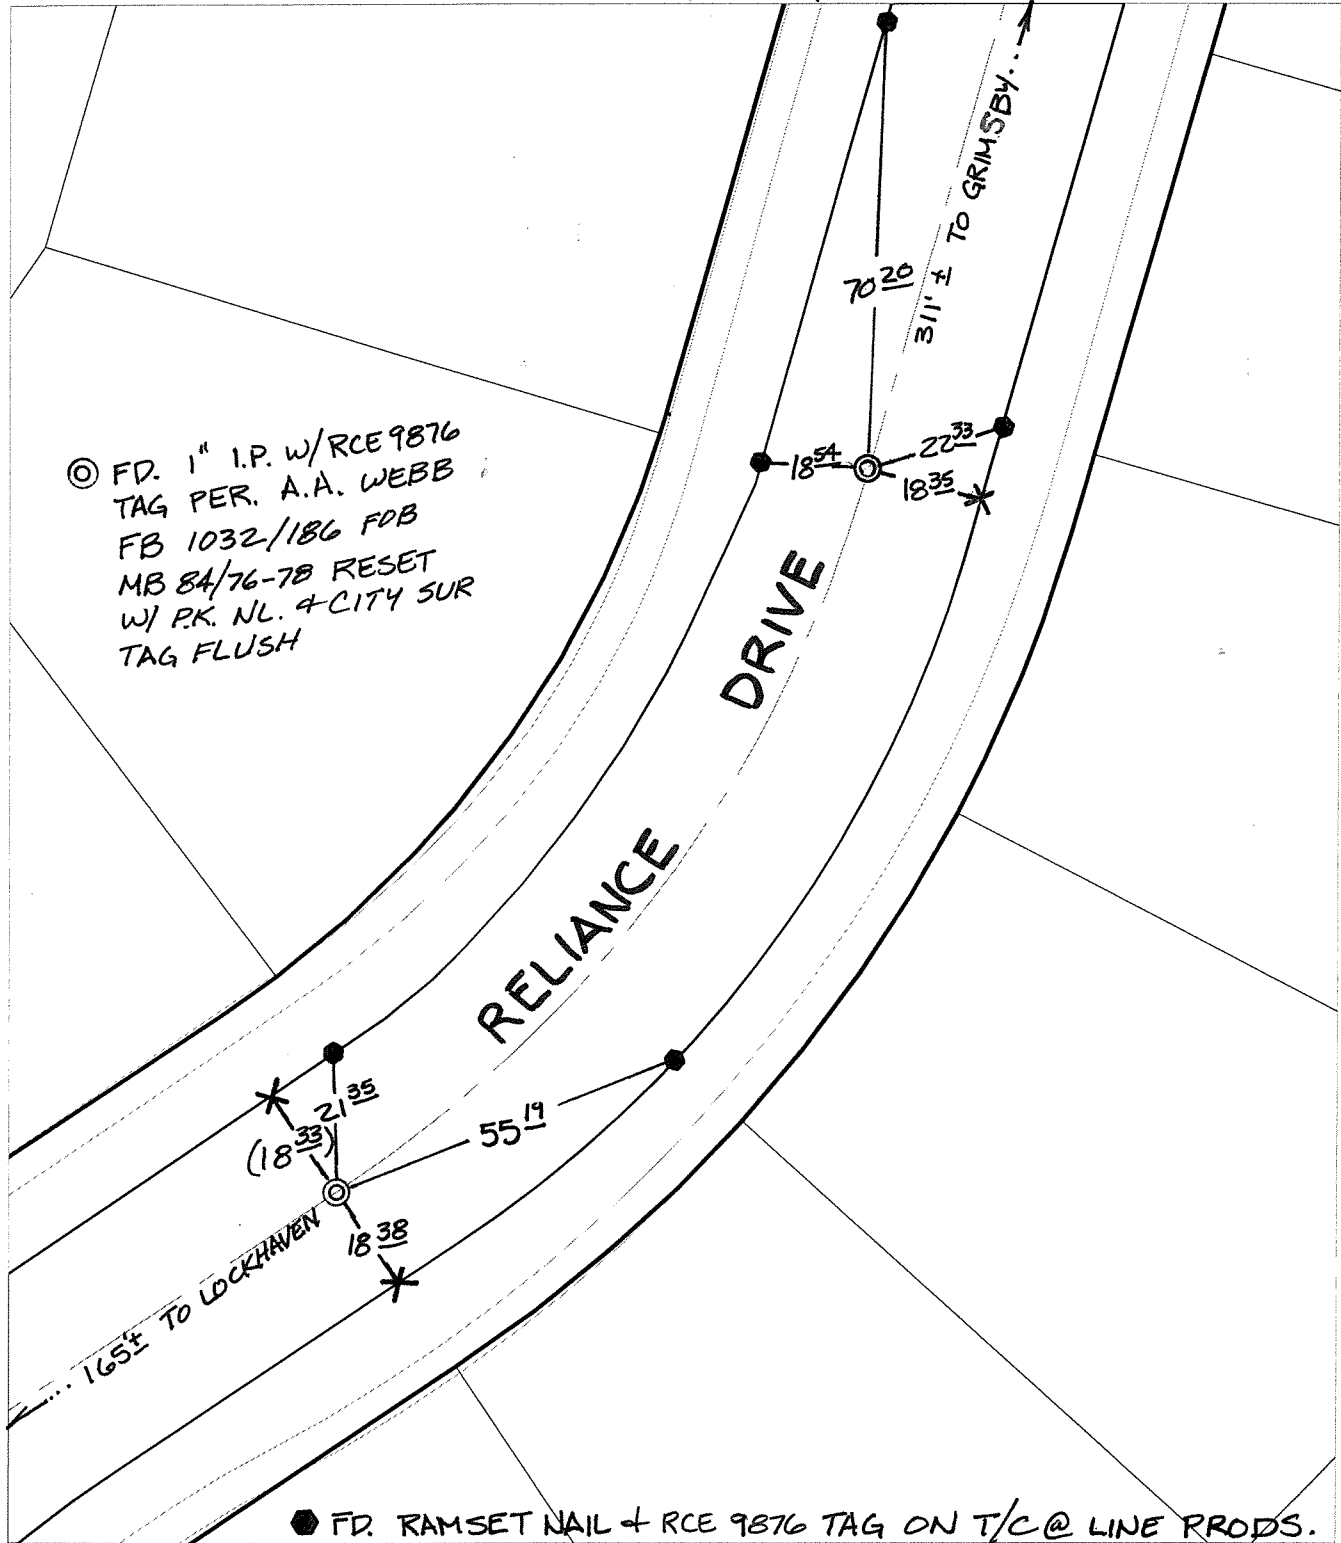 70 20
311' ± TO GRIMSBY...
◎ FD. 1" I.P. W/RCE 9876
TAG PER. A.A. WEBB
FB 1032/186 FOB
MB 84/76-78 RESET
W/ P.K. NL. & CITY SUR
TAG FLUSH
18 54
22 33
18 35
RELIANCE DRIVE
21 35
(18 33)
55 19
18 38
...165'± TO LOCKHAVEN
FD. RAMSET NAIL & RCE 9876 TAG ON T/C @ LINE PRODS.